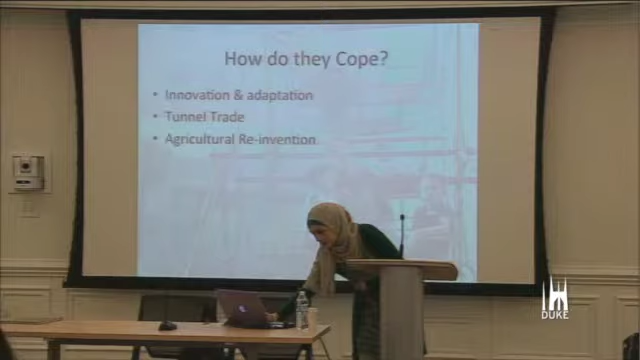 How do they Cope?
• Innovation & adaptation
• Tunnel Trade
• Agricultural Re-invention
DUKE